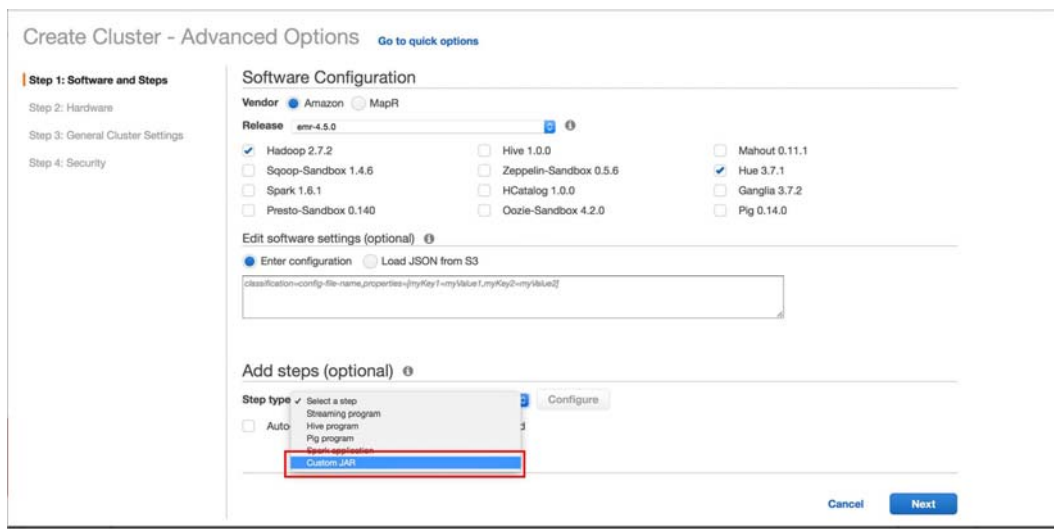 Create Cluster - Advanced Options Go to quick options
Step 1: Software and Steps
Step 2: Hardware
Step 3: General Cluster Settings
Step 4: Security
Software Configuration
Vendor Amazon MapR
Release emr-4.5.0
Hadoop 2.7.2 Hive 1.0.0 Mahout 0.11.1
Sqoop-Sandbox 1.4.6 Zeppelin-Sandbox 0.5.6 Hue 3.7.1
Spark 1.6.1 HCatalog 1.0.0 Ganglia 3.7.2
Presto-Sandbox 0.140 Oozie-Sandbox 4.2.0 Pig 0.14.0
Edit software settings (optional)
Enter configuration Load JSON from S3
classification=config-file-name,properties=[myKey1=myValue1,myKey2=myValue2]
Add steps (optional)
Step type Select a step Configure
Streaming program
Auto Hive program d
Pig program
Spark application
Custom JAR
Cancel Next